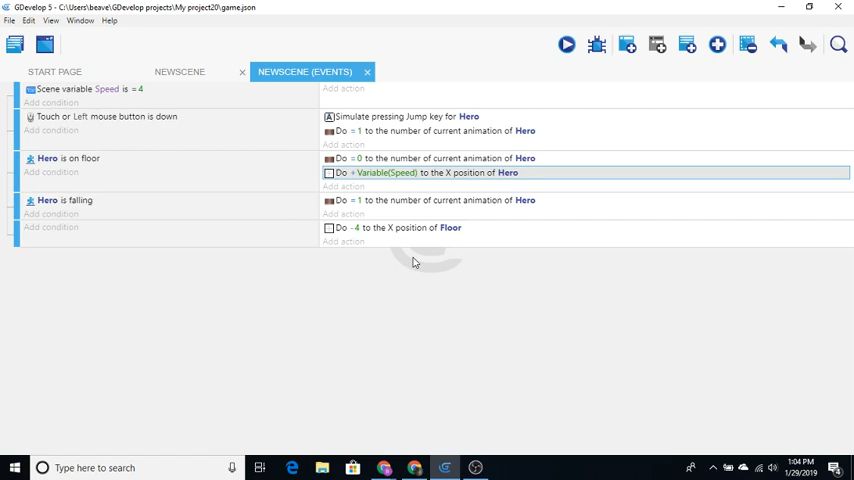 GDevelop 5 - C:\Users\beave\GDevelop projects\My project20\game.json
File Edit View Window Help
START PAGE NEWSCENE × NEWSCENE (EVENTS) ×
Scene variable Speed is = 4 Add action
Add condition
Touch or Left mouse button is down Simulate pressing Jump key for Hero
Add condition Do = 1 to the number of current animation of Hero
Add action
Hero is on floor Do = 0 to the number of current animation of Hero
Add condition Do + Variable(Speed) to the X position of Hero
Add action
Hero is falling Do = 1 to the number of current animation of Hero
Add condition Add action
Add condition Do -4 to the X position of Floor
Add action
Type here to search
1:04 PM
1/29/2019
4